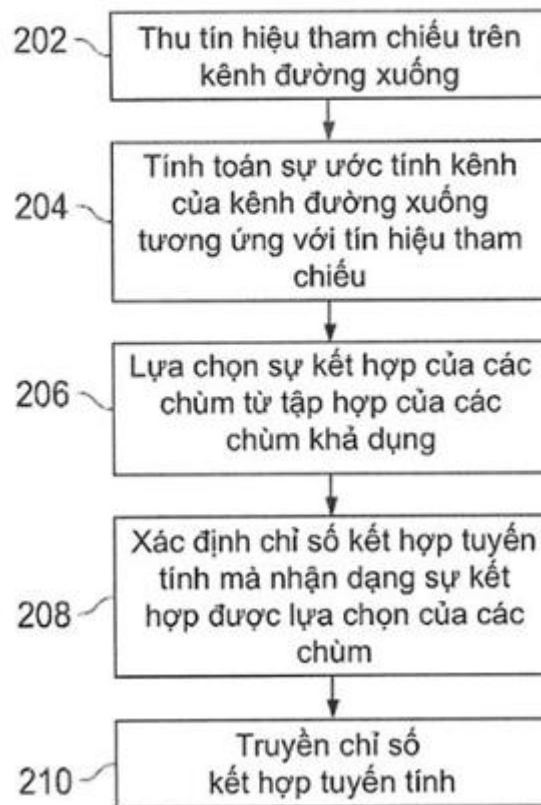 202
Thu tín hiệu tham chiếu trên
kênh đường xuống
204
Tính toán sự ước tính kênh
của kênh đường xuống
tương ứng với tín hiệu tham
chiếu
206
Lựa chọn sự kết hợp của các
chùm từ tập hợp của các
chùm khả dụng
208
Xác định chỉ số kết hợp tuyến
tính mà nhận dạng sự kết
hợp được lựa chọn của các
chùm
210
Truyền chỉ số
kết hợp tuyến tính